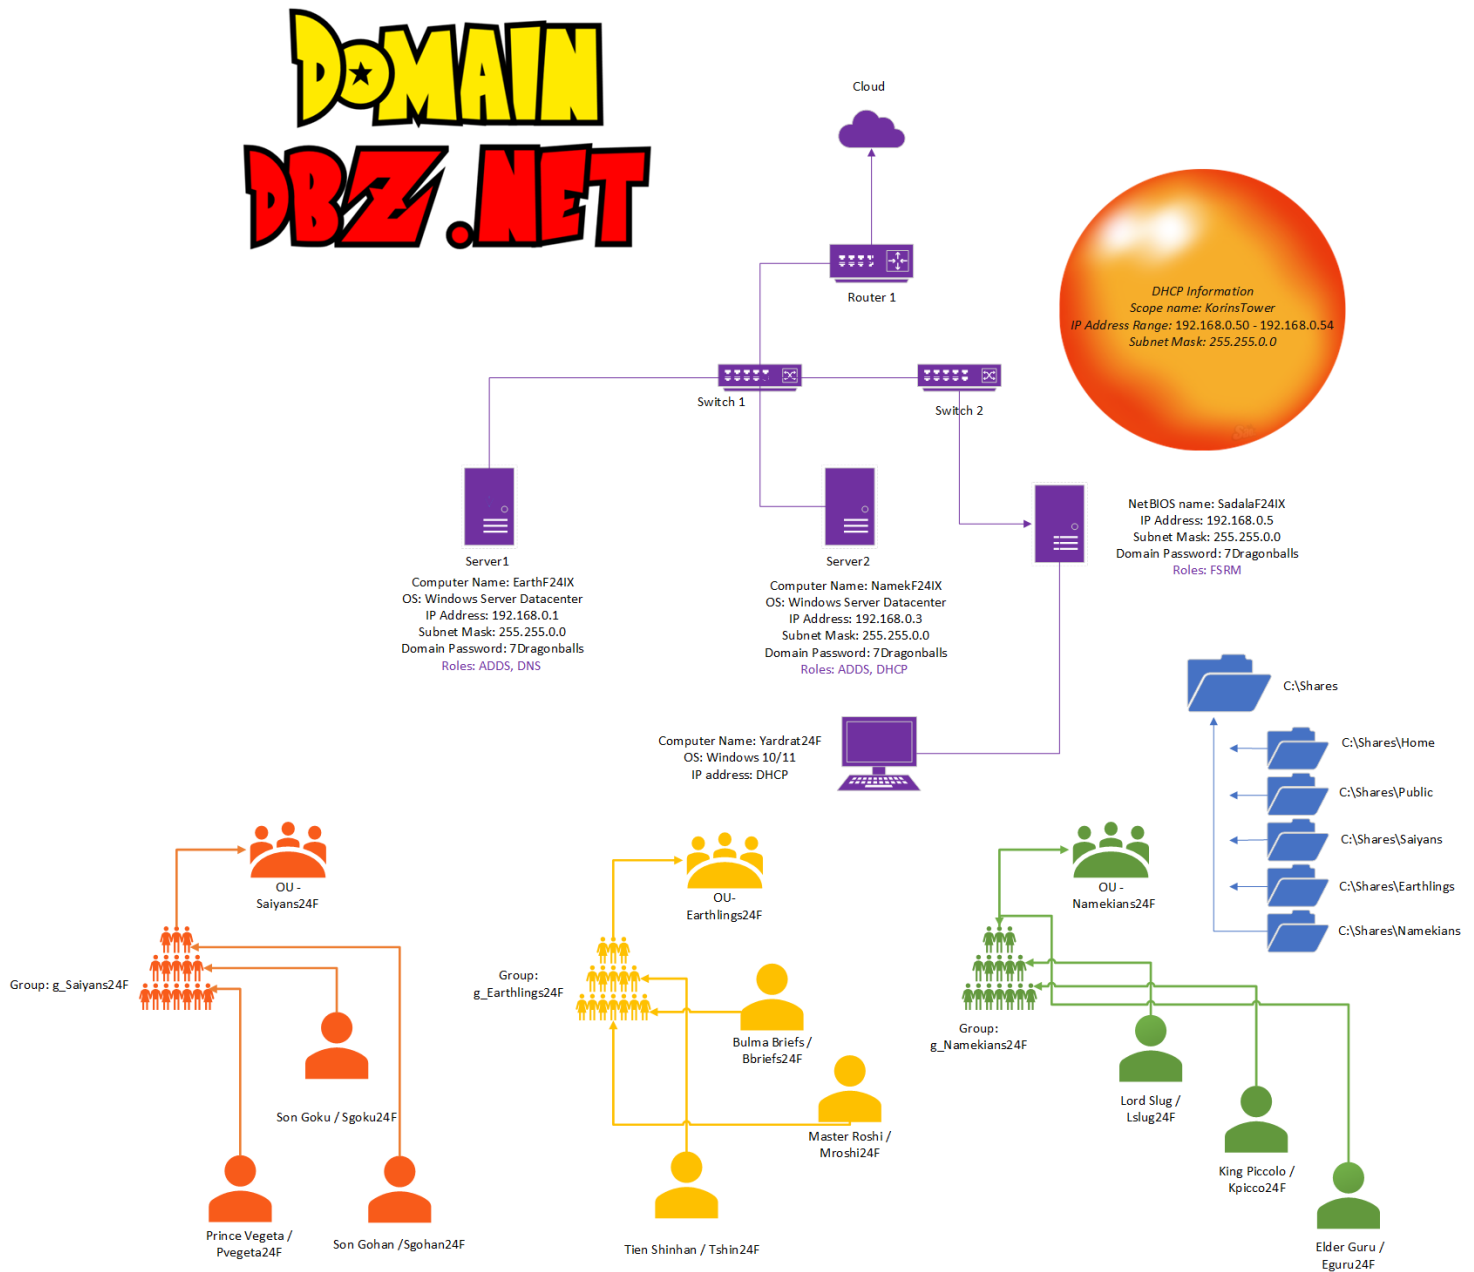 DOMAIN
DBZ.NET
Cloud
Router 1
DHCP Information
Scope name: KorinsTower
IP Address Range: 192.168.0.50 - 192.168.0.54
Subnet Mask: 255.255.0.0
Switch 1
Switch 2
Server1
Computer Name: EarthF24IX
OS: Windows Server Datacenter
IP Address: 192.168.0.1
Subnet Mask: 255.255.0.0
Domain Password: 7Dragonballs
Roles: ADDS, DNS
Server2
Computer Name: NamekF24IX
OS: Windows Server Datacenter
IP Address: 192.168.0.3
Subnet Mask: 255.255.0.0
Domain Password: 7Dragonballs
Roles: ADDS, DHCP
NetBIOS name: SadalaF24IX
IP Address: 192.168.0.5
Subnet Mask: 255.255.0.0
Domain Password: 7Dragonballs
Roles: FSRM
Computer Name: Yardrat24F
OS: Windows 10/11
IP address: DHCP
C:\Shares
C:\Shares\Home
C:\Shares\Public
C:\Shares\Saiyans
C:\Shares\Earthlings
C:\Shares\Namekians
OU -
Saiyans24F
Group: g_Saiyans24F
Son Goku / Sgoku24F
Prince Vegeta /
Pvegeta24F
Son Gohan /Sgohan24F
OU-
Earthlings24F
Group:
g_Earthlings24F
Bulma Briefs /
Bbriefs24F
Master Roshi /
Mroshi24F
Tien Shinhan / Tshin24F
OU -
Namekians24F
Group:
g_Namekians24F
Lord Slug /
Lslug24F
King Piccolo /
Kpicco24F
Elder Guru /
Eguru24F